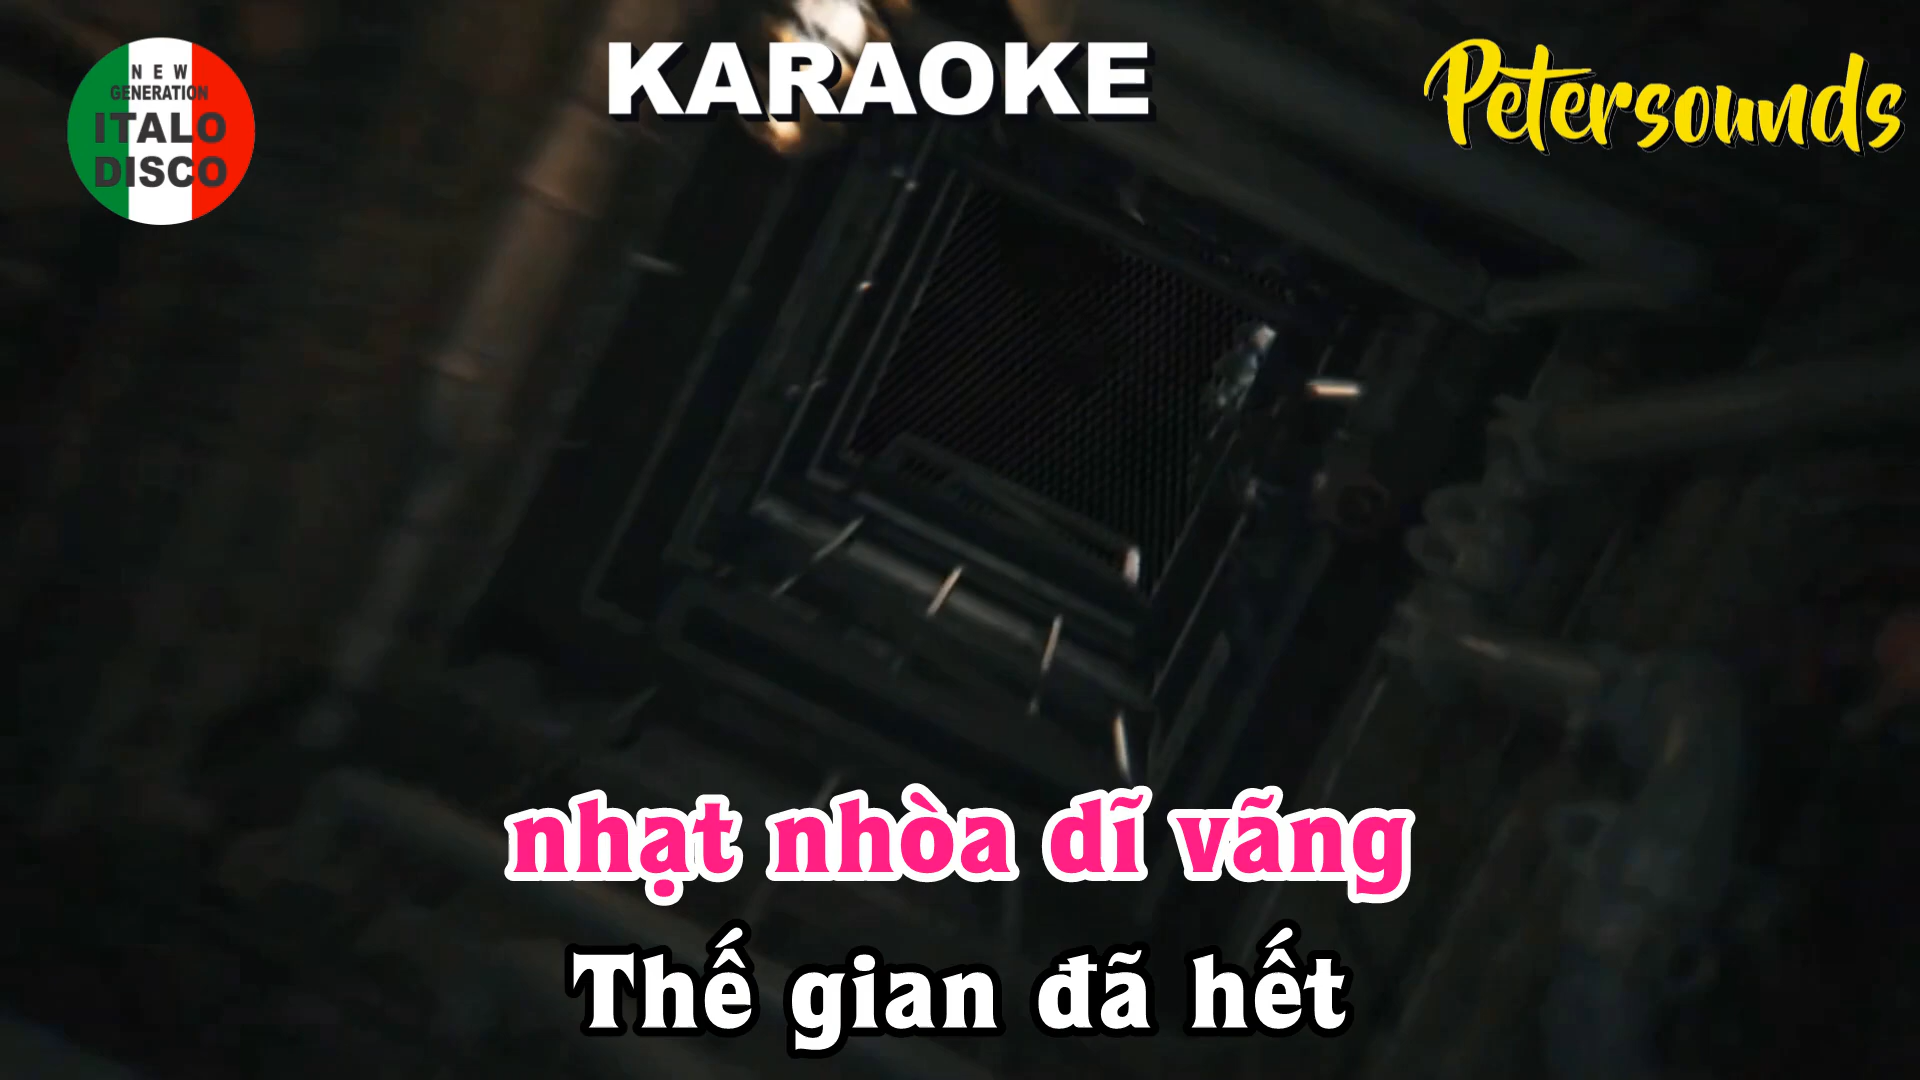 NEW
GENERATION
ITALO
DISCO
KARAOKE
Petersounds
nhạt nhòa dĩ vãng
Thế gian đã hết